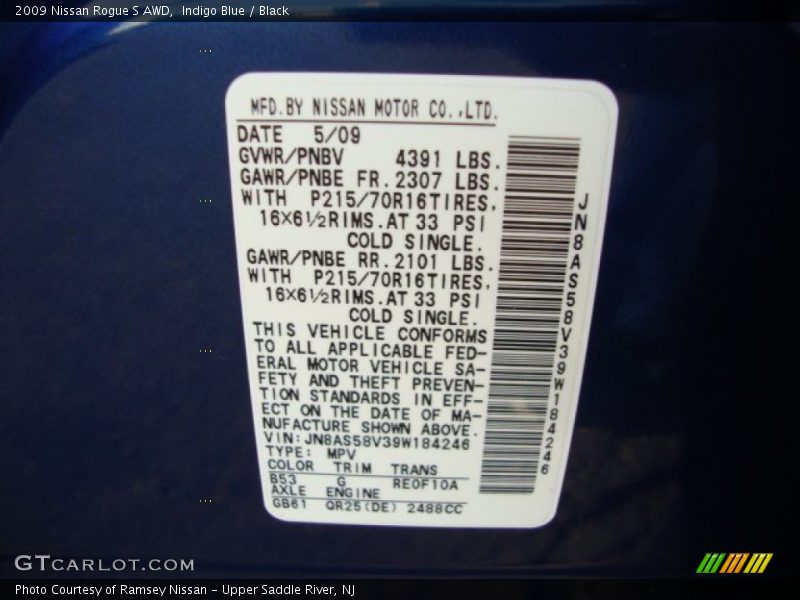 2009 Nissan Rogue S AWD,  Indigo Blue / Black
MFD.BY NISSAN MOTOR CO.,LTD.
DATE 5/09
GVWR/PNBV 4391 LBS.
GAWR/PNBE FR.2307 LBS.
WITH P215/70R16TIRES,
16×6½RIMS.AT 33 PSI
COLD SINGLE.
GAWR/PNBE RR.2101 LBS.
WITH P215/70R16TIRES,
16×6½RIMS.AT 33 PSI
COLD SINGLE.
THIS VEHICLE CONFORMS
TO ALL APPLICABLE FED-
ERAL MOTOR VEHICLE SA-
FETY AND THEFT PREVEN-
TION STANDARDS IN EFF-
ECT ON THE DATE OF MA-
NUFACTURE SHOWN ABOVE.
VIN:JN8AS58V39W184246
TYPE: MPV
COLOR TRIM TRANS
B53 G RE0F10A
AXLE ENGINE
GB61 QR25(DE) 2488CC
JN8AS58V39W184246
GTCARLOT.COM
Photo Courtesy of Ramsey Nissan - Upper Saddle River, NJ